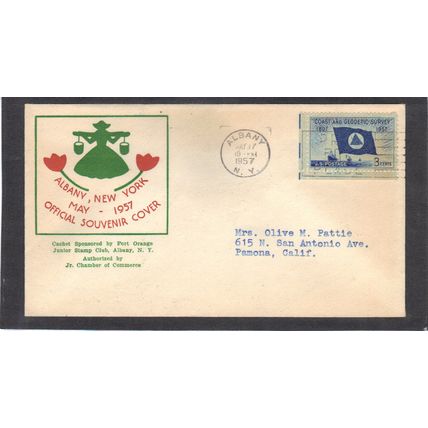 ALBANY, NEW YORK
MAY - 1957
OFFICIAL SOUVENIR COVER
Cachet Sponsored by Fort Orange
Junior Stamp Club, Albany, N. Y.
Authorized by
Jr. Chamber of Commerce
ALBANY
1957
N. Y.
COAST AND GEODETIC SURVEY
1807 1957
U.S. POSTAGE 3 CENTS
Mrs. Olive M. Pattie
615 N. San Antonio Ave.
Pomona, Calif.